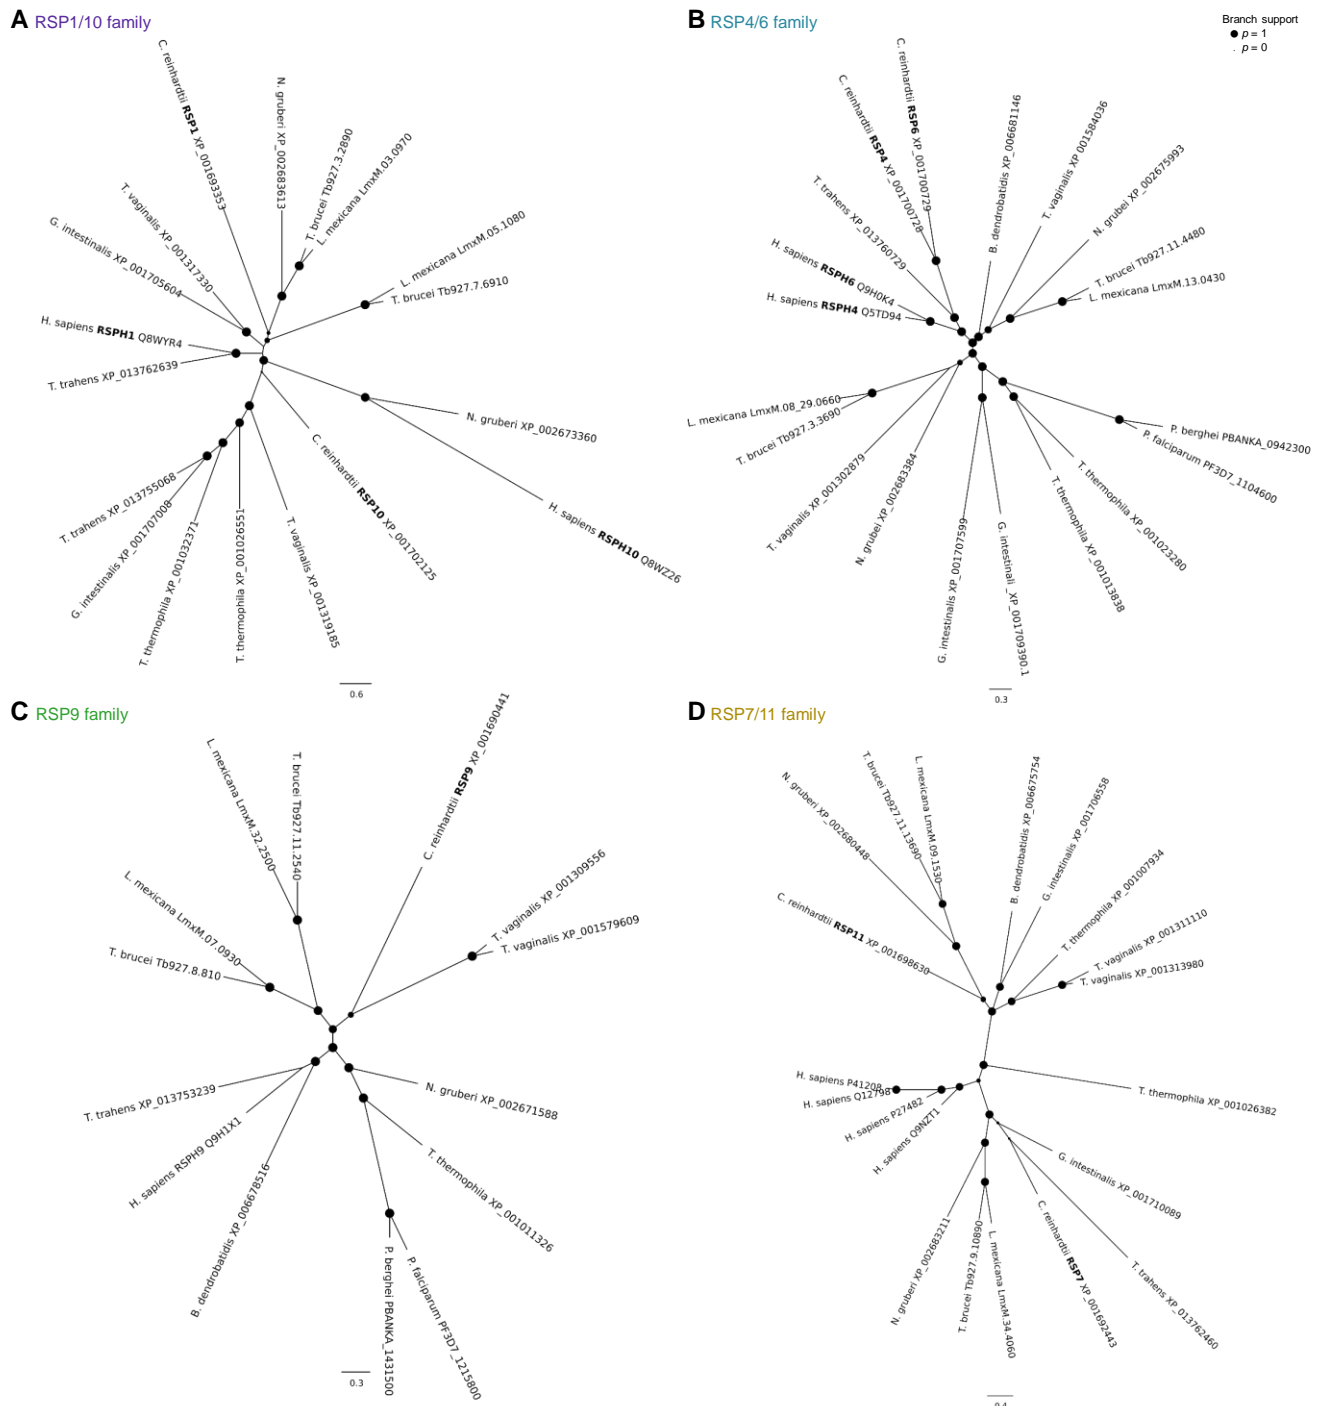 A RSP1/10 family
C. reinhardtii RSP1 XP_001693353
N. gruberi XP_002683613
T. brucei Tb927.3.2890
L. mexicana LmxM.03.0970
L. mexicana LmxM.05.1080
T. brucei Tb927.7.6910
T. vaginalis XP_001317330
G. intestinalis XP_001705604
H. sapiens RSPH1 Q8WYR4
T. trahens XP_013762639
N. gruberi XP_002673360
H. sapiens RSPH10 Q8WZ26
C. reinhardtii RSP10 XP_001702125
T. vaginalis XP_001319185
T. thermophila XP_001026551
T. thermophila XP_001032371
G. intestinalis XP_001707008
T. trahens XP_013755068
0.6
B RSP4/6 family
Branch support
p = 1
p = 0
C. reinhardtii RSP6 XP_001700729
C. reinhardtii RSP4 XP_001700728
B. dendrobatidis XP_006681146
T. vaginalis XP_001584036
N. grubei XP_002675993
T. brucei Tb927.11.4480
L. mexicana LmxM.13.0430
T. trahens XP_013760729
H. sapiens RSPH6 Q9H0K4
H. sapiens RSPH4 Q5TD94
L. mexicana LmxM.08_29.0660
T. brucei Tb927.3.3690
T. vaginalis XP_001302879
N. grubei XP_002683384
G. intestinalis XP_001707599
G. intestinali_XP_001709390.1
T. thermophila XP_001013838
T. thermophila XP_001023280
P. falciparum PF3D7_1104600
P. berghei PBANKA_0942300
0.3
C RSP9 family
L. mexicana LmxM.32.2500
T. brucei Tb927.11.2540
C. reinhardtii RSP9 XP_001690441
T. vaginalis XP_001309556
T. vaginalis XP_001579609
L. mexicana LmxM.07.0930
T. brucei Tb927.8.810
T. trahens XP_013753239
H. sapiens RSPH9 Q9H1X1
B. dendrobatidis XP_006678516
N. gruberi XP_002671588
T. thermophila XP_001011326
P. berghei PBANKA_1431500
P. falciparum PF3D7_1215800
0.3
D RSP7/11 family
N. gruberi XP_002680448
T. brucei Tb927.11.13690
L. mexicana LmxM.09.1530
B. dendrobatidis XP_006675754
G. intestinalis XP_001706558
T. thermophila XP_001007934
T. vaginalis XP_001311110
T. vaginalis XP_001313980
C. reinhardtii RSP11 XP_001698630
H. sapiens P41208
H. sapiens Q12798
H. sapiens P27482
H. sapiens Q9NZT1
T. thermophila XP_001026382
G. intestinalis XP_001710089
T. trahens XP_013762460
C. reinhardtii RSP7 XP_001692443
L. mexicana LmxM.34.4060
T. brucei Tb927.9.10890
N. gruberi XP_002683211